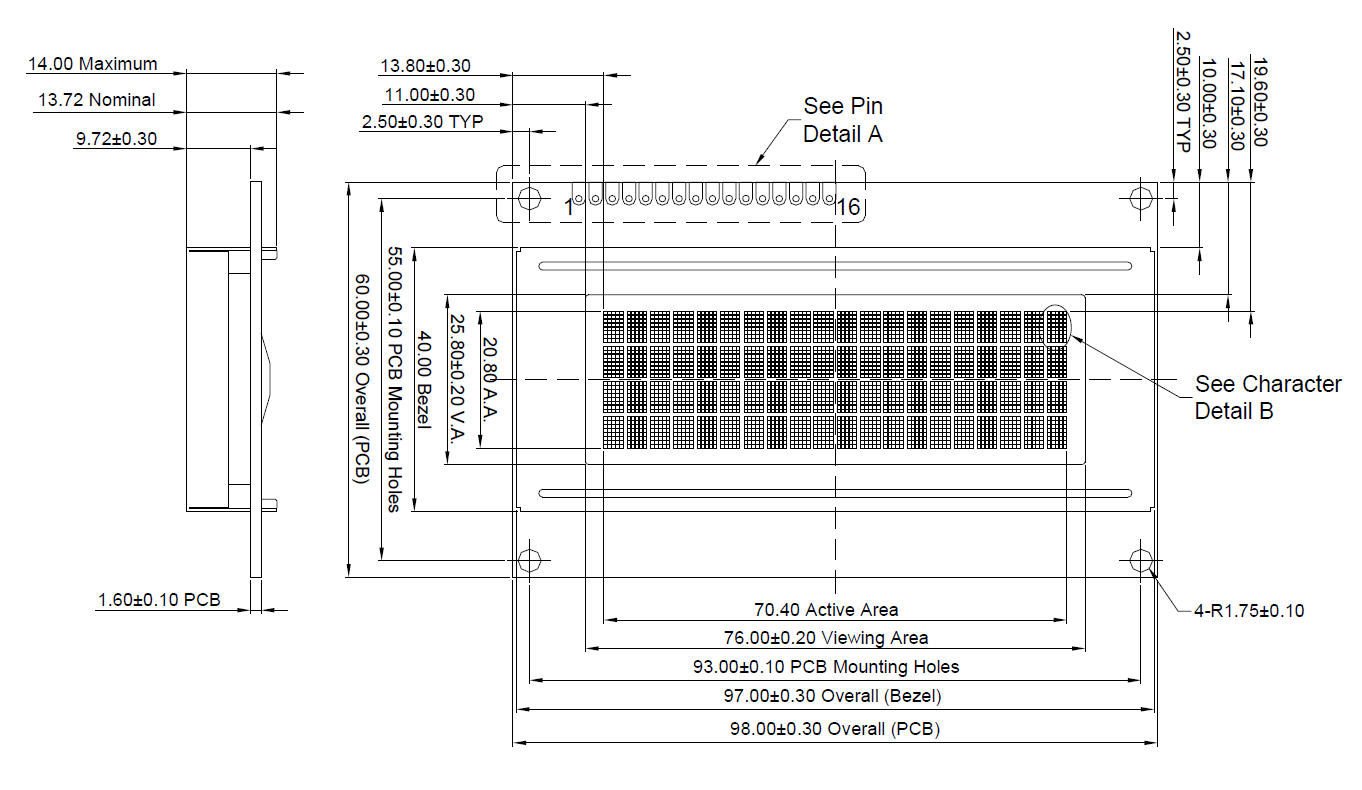 14.00 Maximum
13.72 Nominal
9.72±0.30
13.80±0.30
11.00±0.30
2.50±0.30 TYP
See Pin
Detail A
2.50±0.30 TYP
10.00±0.30
17.10±0.30
19.60±0.30
1
16
60.00±0.30 Overall (PCB)
55.00±0.10 PCB Mounting Holes
40.00 Bezel
25.80±0.20 V.A.
20.80 A.A.
See Character
Detail B
1.60±0.10 PCB
4-R1.75±0.10
70.40 Active Area
76.00±0.20 Viewing Area
93.00±0.10 PCB Mounting Holes
97.00±0.30 Overall (Bezel)
98.00±0.30 Overall (PCB)